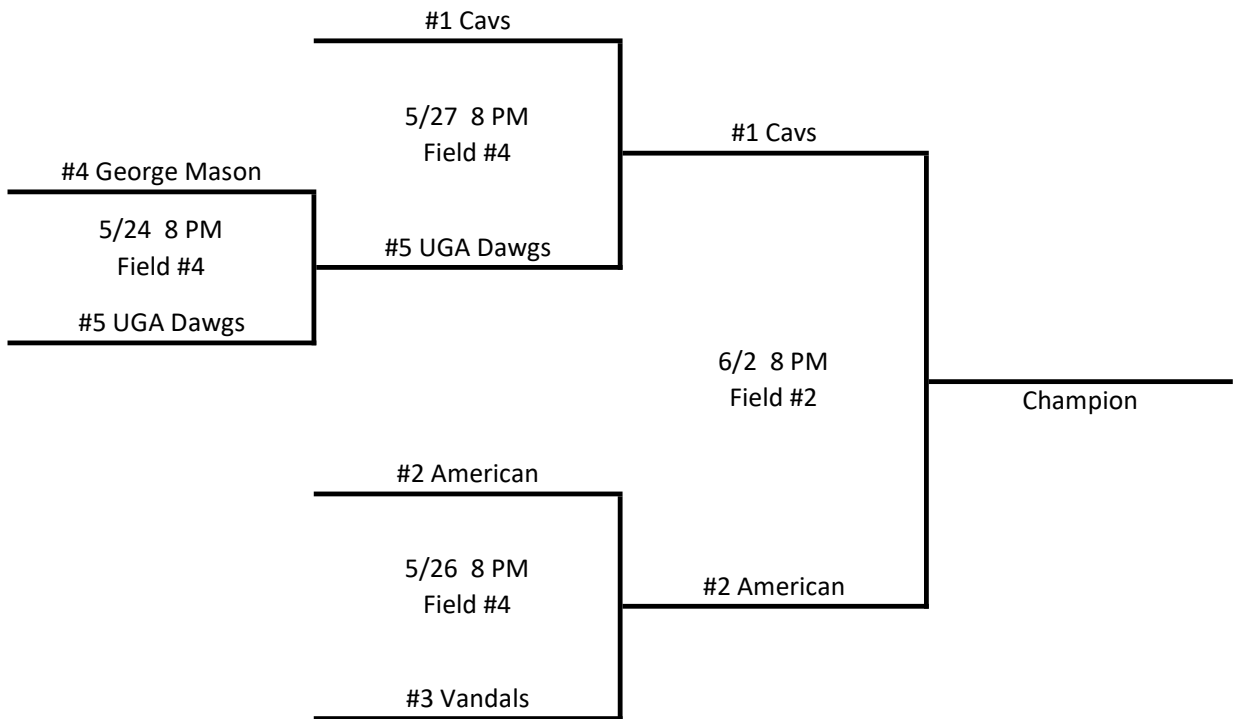 #1 Cavs
5/27 8 PM
Field #4
#1 Cavs
#4 George Mason
5/24 8 PM
Field #4
#5 UGA Dawgs
#5 UGA Dawgs
6/2 8 PM
Field #2
Champion
#2 American
5/26 8 PM
Field #4
#2 American
#3 Vandals